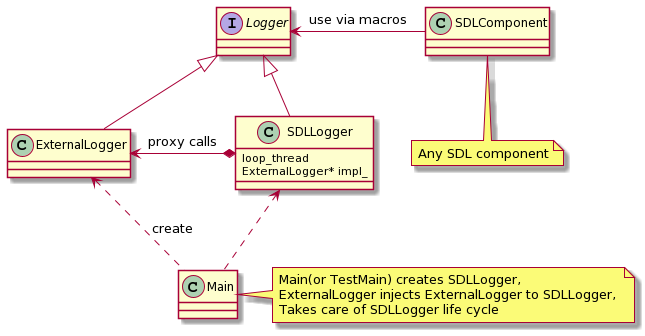 I Logger
use via macros
C SDLComponent
C ExternalLogger
proxy calls
C SDLLogger
loop_thread
ExternalLogger* impl_
Any SDL component
create
C Main
Main(or TestMain) creates SDLLogger,
ExternalLogger injects ExternalLogger to SDLLogger,
Takes care of SDLLogger life cycle